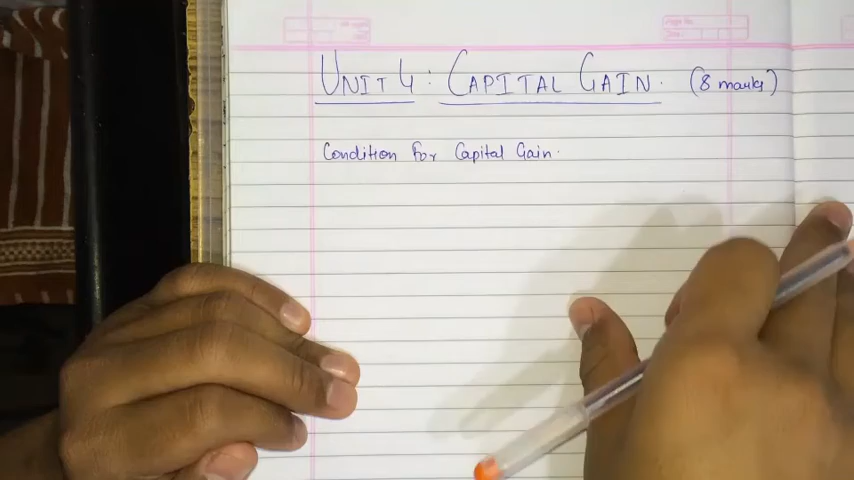 UNIT 4 : CAPITAL GAIN. (8 marks)
Condition For Capital Gain.